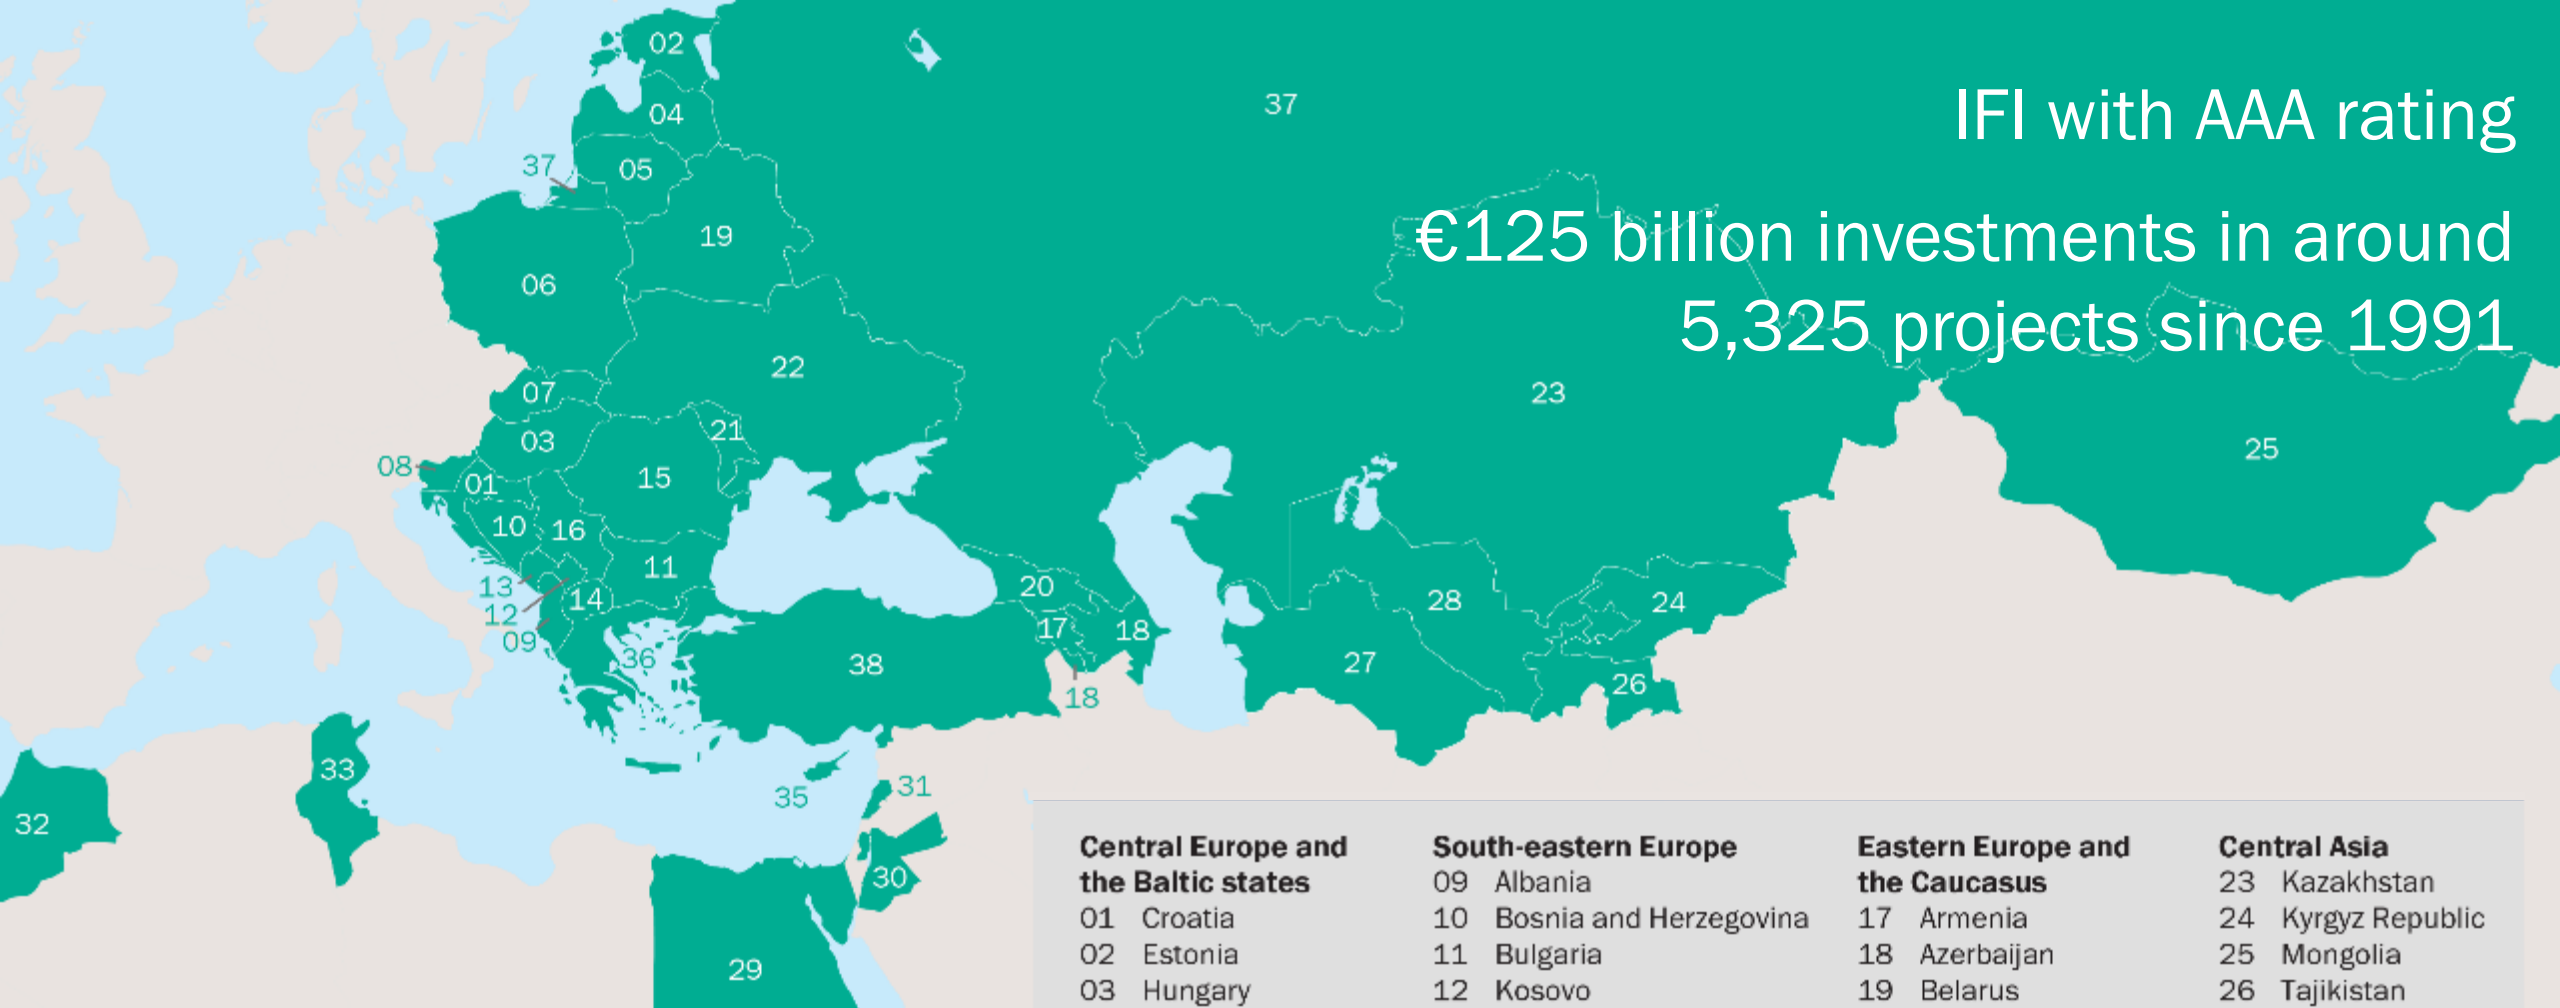 02
04
37
05
37
19
06
22
23
07
03
21
08
01
15
25
10
16
11
13
14
12
09
20
17
18
28
24
36
38
27
26
18
33
35
31
32
30
29
IFI with AAA rating
€125 billion investments in around
5,325 projects since 1991
Central Europe and
the Baltic states
01 Croatia
02 Estonia
03 Hungary
South-eastern Europe
09 Albania
10 Bosnia and Herzegovina
11 Bulgaria
12 Kosovo
Eastern Europe and
the Caucasus
17 Armenia
18 Azerbaijan
19 Belarus
Central Asia
23 Kazakhstan
24 Kyrgyz Republic
25 Mongolia
26 Tajikistan